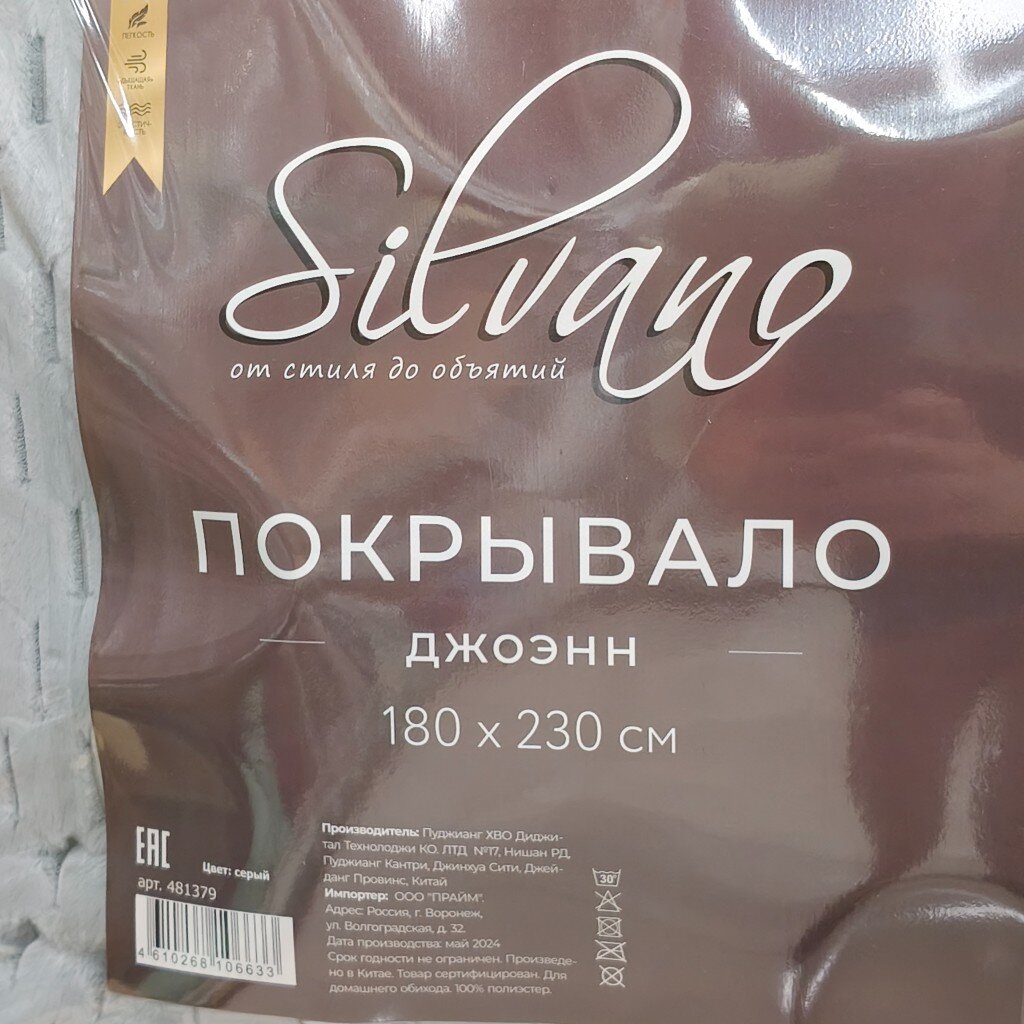 ЛЕГКОСТЬ
"ДЫШАЩАЯ"
ТКАНЬ
Silvano
от стиля до объятий
ПОКРЫВАЛО
ДЖОЭНН
180 х 230 см
EAC
Цвет: серый
арт. 481379
4 610268 106633
Производитель: Пуджианг ХВО Диджи-
тал Технолоджи КО. ЛТД №17, Нишан РД,
Пуджианг Кантри, Джинхуа Сити, Джей-
данг Провинс, Китай
Импортер: ООО "ПРАЙМ".
Адрес: Россия, г. Воронеж,
ул. Волгоградская, д. 32.
Дата производства: май 2024
Срок годности не ограничен. Произведе-
но в Китае. Товар сертифицирован. Для
домашнего обихода. 100% полиэстер.
30°